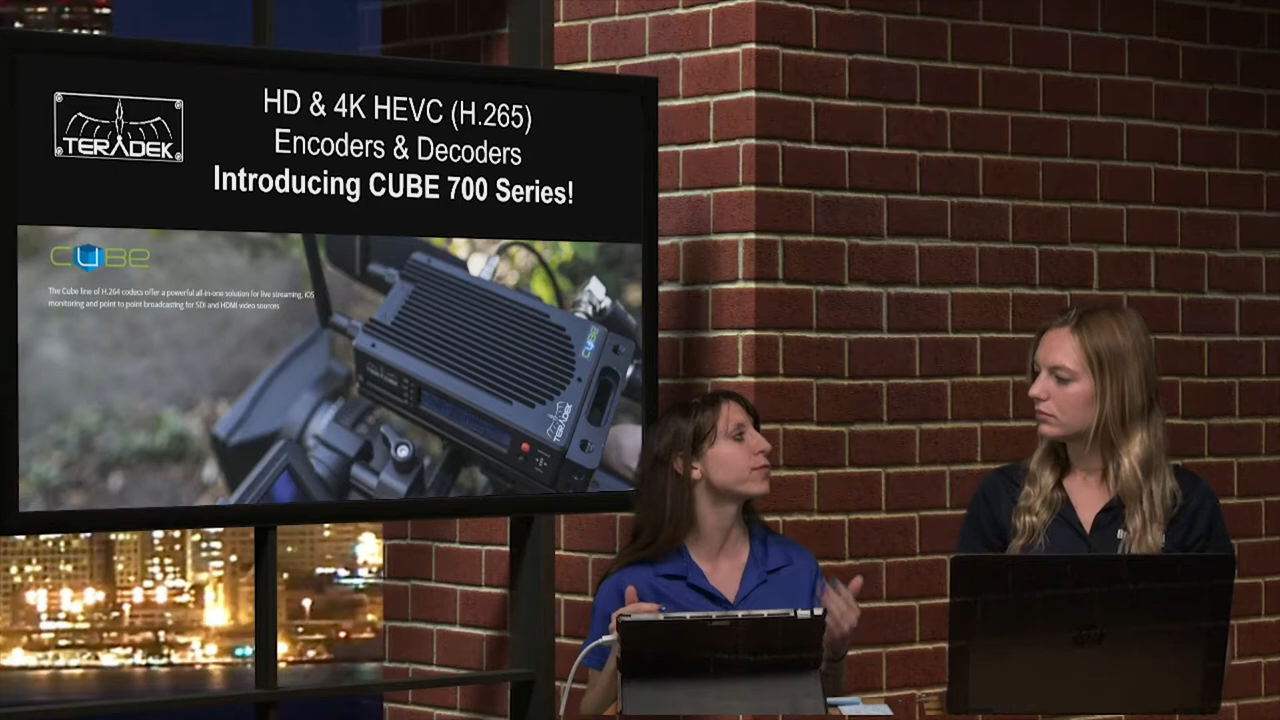 TERADEK
HD & 4K HEVC (H.265)
Encoders & Decoders
Introducing CUBE 700 Series!
CUBE
The Cube line of H.264 codecs offer a powerful all-in-one solution for live streaming, iOS
monitoring and point to point broadcasting for SDI and HDMI video sources
CUBE
TERADEK